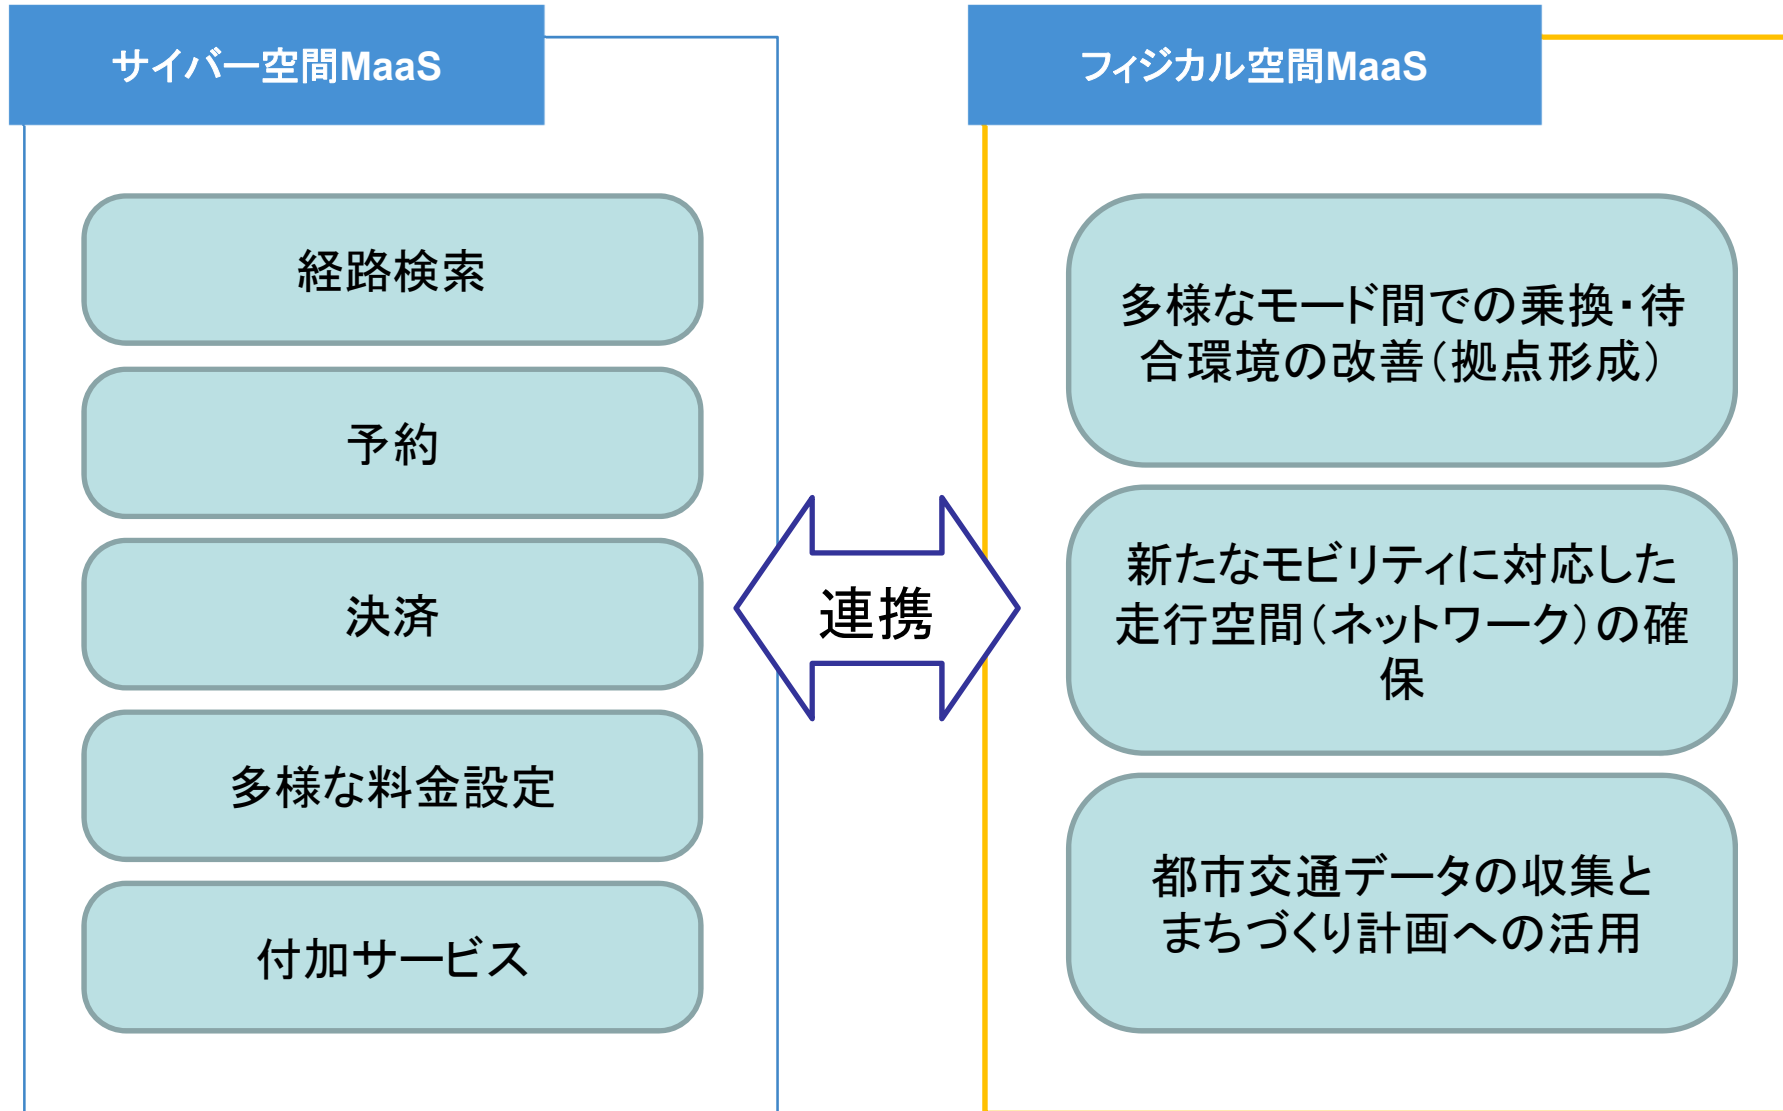 サイバー空間MaaS
経路検索
予約
決済
多様な料金設定
付加サービス
連携
フィジカル空間MaaS
多様なモード間での乗換・待
合環境の改善（拠点形成）
新たなモビリティに対応した
走行空間（ネットワーク）の確
保
都市交通データの収集と
まちづくり計画への活用